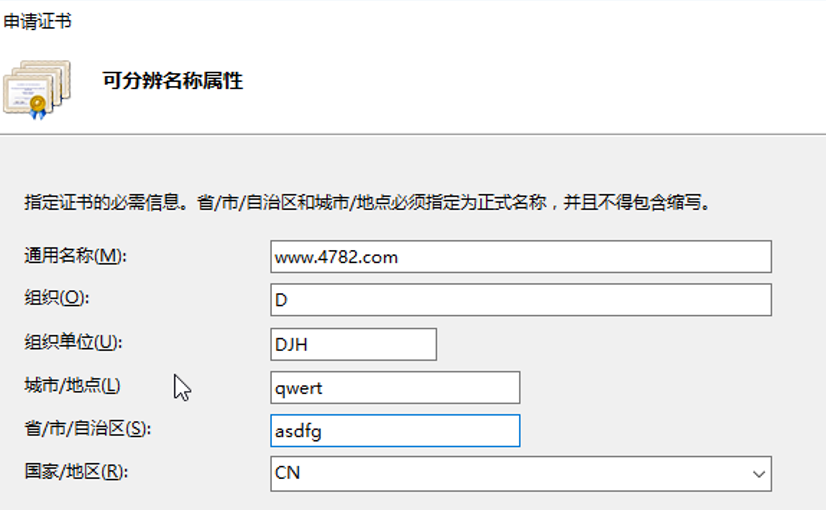 申请证书
可分辨名称属性
指定证书的必需信息。省/市/自治区和城市/地点必须指定为正式名称，并且不得包含缩写。
通用名称(M): www.4782.com
组织(O): D
组织单位(U): DJH
城市/地点(L) qwert
省/市/自治区(S): asdfg
国家/地区(R): CN